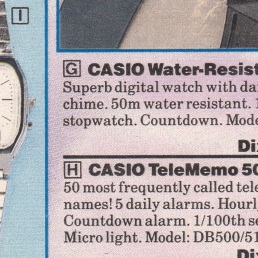 I
G CASIO Water-Resist
Superb digital watch with da
chime. 50m water resistant. 1
stopwatch. Countdown. Mode
Di
H CASIO TeleMemo 50
50 most frequently called tele
names! 5 daily alarms. Hourl
Countdown alarm. 1/100th se
Micro light. Model: DB500/51
Di